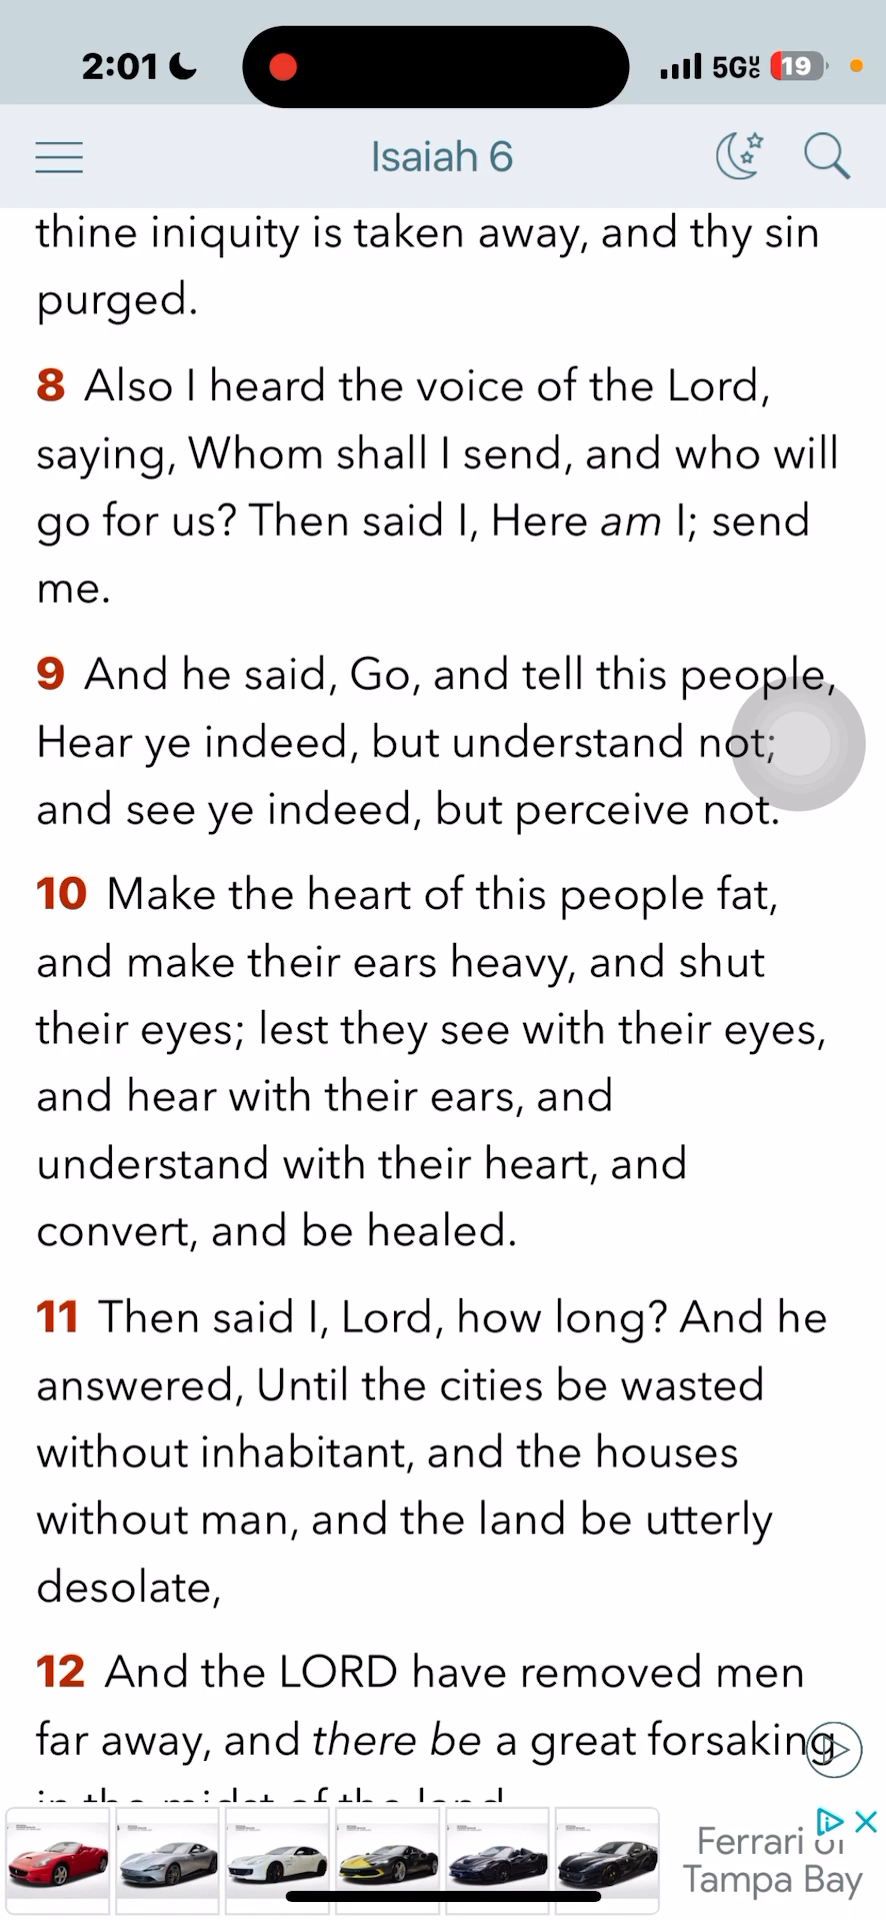 2:01
5G
19
Isaiah 6
thine iniquity is taken away, and thy sin
purged.
8 Also I heard the voice of the Lord,
saying, Whom shall I send, and who will
go for us? Then said I, Here am I; send
me.
9 And he said, Go, and tell this people,
Hear ye indeed, but understand not;
and see ye indeed, but perceive not.
10 Make the heart of this people fat,
and make their ears heavy, and shut
their eyes; lest they see with their eyes,
and hear with their ears, and
understand with their heart, and
convert, and be healed.
11 Then said I, Lord, how long? And he
answered, Until the cities be wasted
without inhabitant, and the houses
without man, and the land be utterly
desolate,
12 And the LORD have removed men
far away, and there be a great forsaking
in the midst of the land
Ferrari of
Tampa Bay